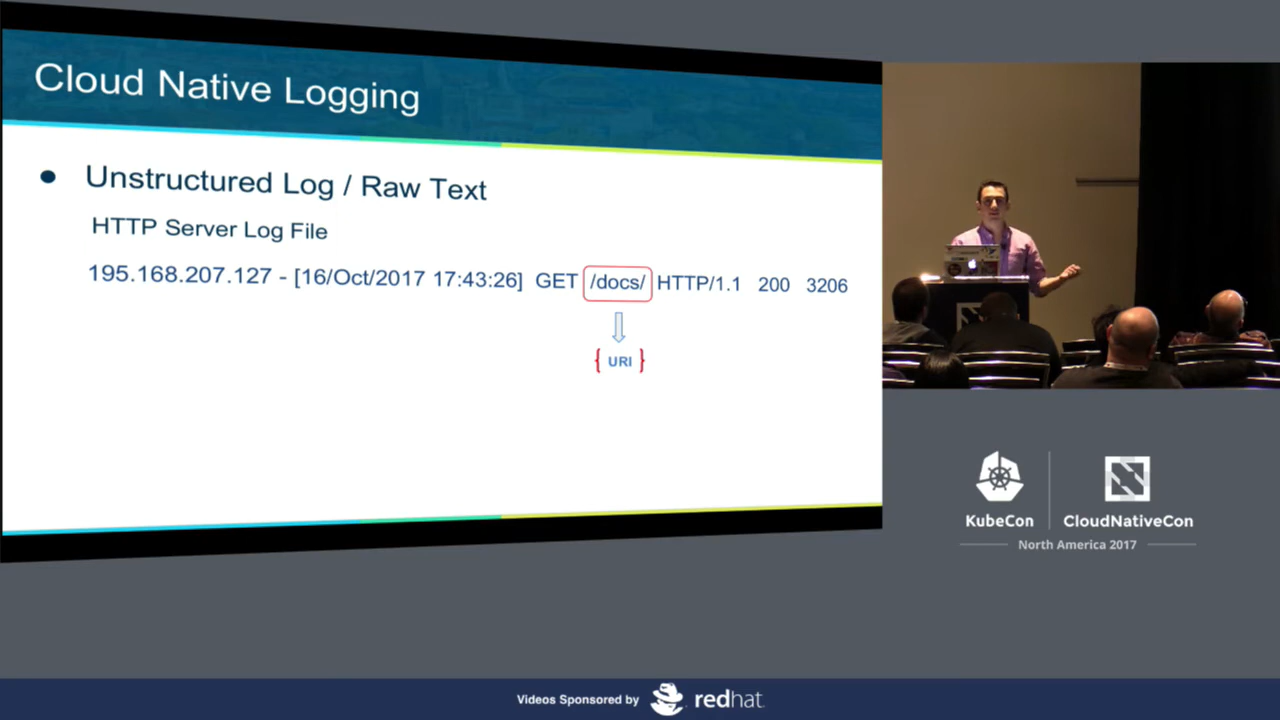 Cloud Native Logging
● Unstructured Log / Raw Text
HTTP Server Log File
195.168.207.127 - [16/Oct/2017 17:43:26] GET /docs/ HTTP/1.1 200 3206
{ URI }
KubeCon
CloudNativeCon
North America 2017
Videos Sponsored by redhat.